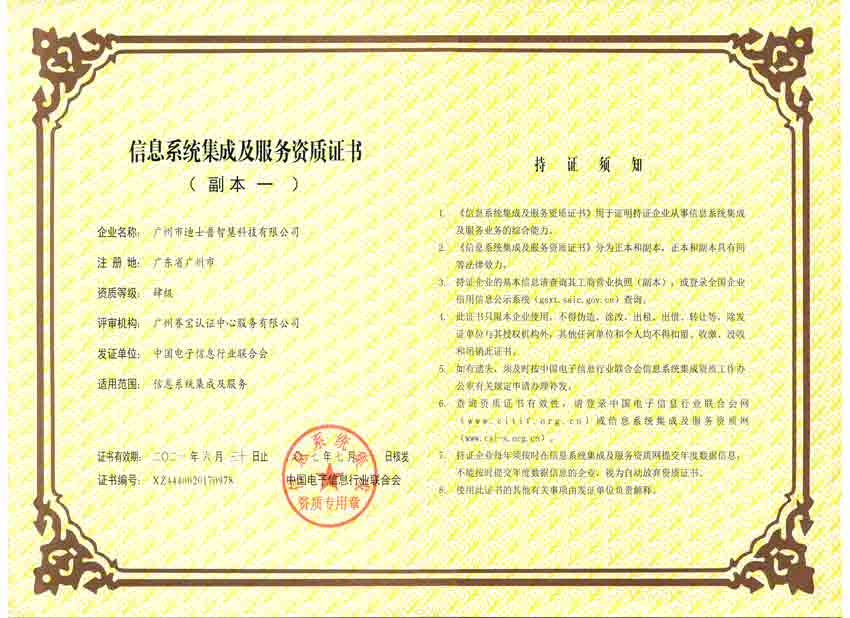 信息系统集成及服务资质证书
（副本一）
企业名称： 广州市迪士普智慧科技有限公司
注 册 地： 广东省广州市
资质等级： 肆级
评审机构： 广州赛宝认证中心服务有限公司
发证单位： 中国电子信息行业联合会
适用范围： 信息系统集成及服务
证书有效期： 二〇二一年六月三十日止
证书编号： XZ4440020170978
七年七月 日核发
中国电子信息行业联合会
信息系统集成
资质专用章
持 证 须 知
1. 《信息系统集成及服务资质证书》用于证明持证企业从事信息系统集成
及服务业务的综合能力。
2. 《信息系统集成及服务资质证书》分为正本和副本，正本和副本具有同
等法律效力。
3. 持证企业的基本信息请查询其工商营业执照（副本），或登录全国企业
信用信息公示系统（gsxt.saic.gov.cn）查询。
4. 此证书只限本企业使用，不得伪造、涂改、出租、出借、转让等，除发
证单位与其授权机构外，其他任何单位和个人均不得扣留、收缴、没收
和吊销此证书。
5. 如有遗失，须及时按中国电子信息行业联合会信息系统集成资质工作办
公室有关规定申请办理补发。
6. 查询资质证书有效性，请登录中国电子信息行业联合会网
（www.citif.org.cn）或信息系统集成及服务资质网
（www.csi-s.org.cn）。
7. 持证企业每年须按时在信息系统集成及服务资质网提交年度数据信息，
不能按时提交年度数据信息的企业，视为自动放弃资质证书。
8. 使用此证书的其他有关事项由发证单位负责解释。